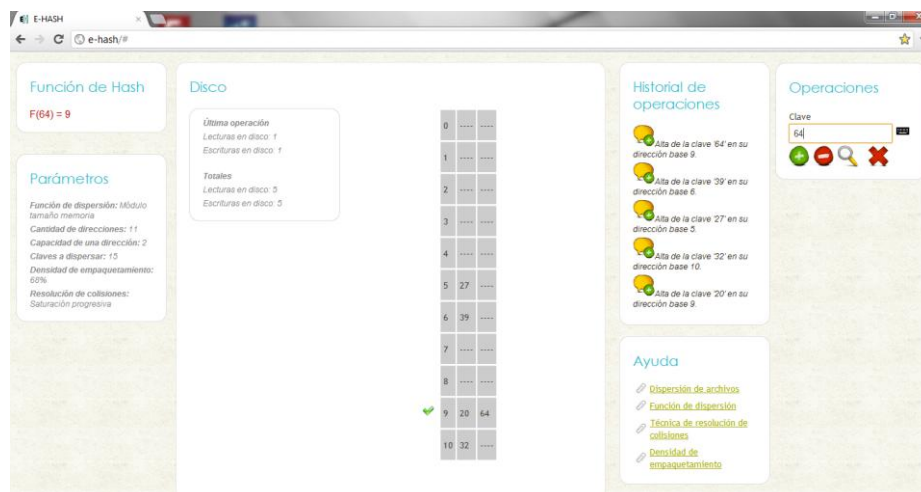 E-HASH
e-hash/#
Función de Hash
F(64) = 9
Parámetros
Función de dispersión: Módulo
tamaño memoria
Cantidad de direcciones: 11
Capacidad de una dirección: 2
Claves a dispersar: 15
Densidad de empaquetamiento:
68%
Resolución de colisiones:
Saturación progresiva
Disco
Última operación
Lecturas en disco: 1
Escrituras en disco: 1
Totales
Lecturas en disco: 5
Escrituras en disco: 5
0 ---- ----
1 ---- ----
2 ---- ----
3 ---- ----
4 ---- ----
5 27 ----
6 39 ----
7 ---- ----
8 ---- ----
9 20 64
10 32 ----
Historial de
operaciones
Alta de la clave '64' en su
dirección base 9.
Alta de la clave '39' en su
dirección base 6.
Alta de la clave '27' en su
dirección base 5.
Alta de la clave '32' en su
dirección base 10.
Alta de la clave '20' en su
dirección base 9.
Ayuda
Dispersión de archivos
Función de dispersión
Técnica de resolución de
colisiones
Densidad de
empaquetamiento
Operaciones
Clave
64